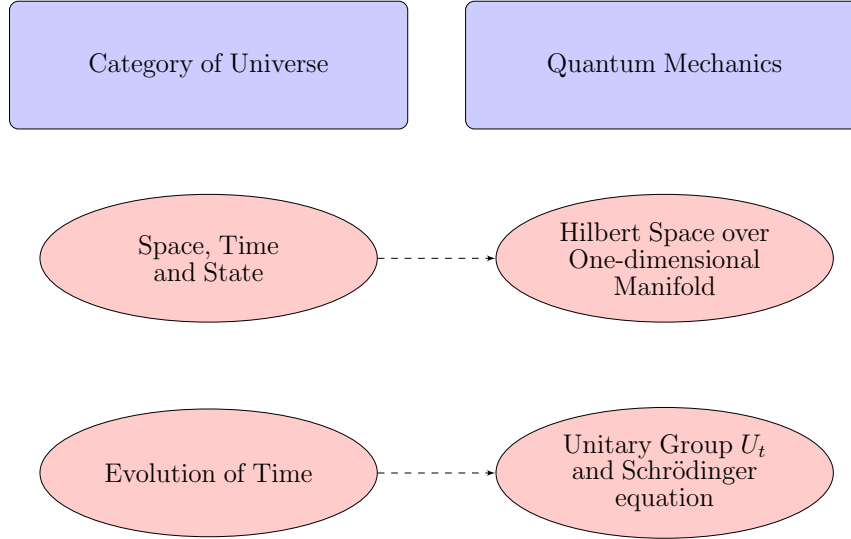 Category of Universe
Quantum Mechanics
Space, Time
and State
Hilbert Space over
One-dimensional
Manifold
Evolution of Time
Unitary Group U_t
and Schrödinger
equation